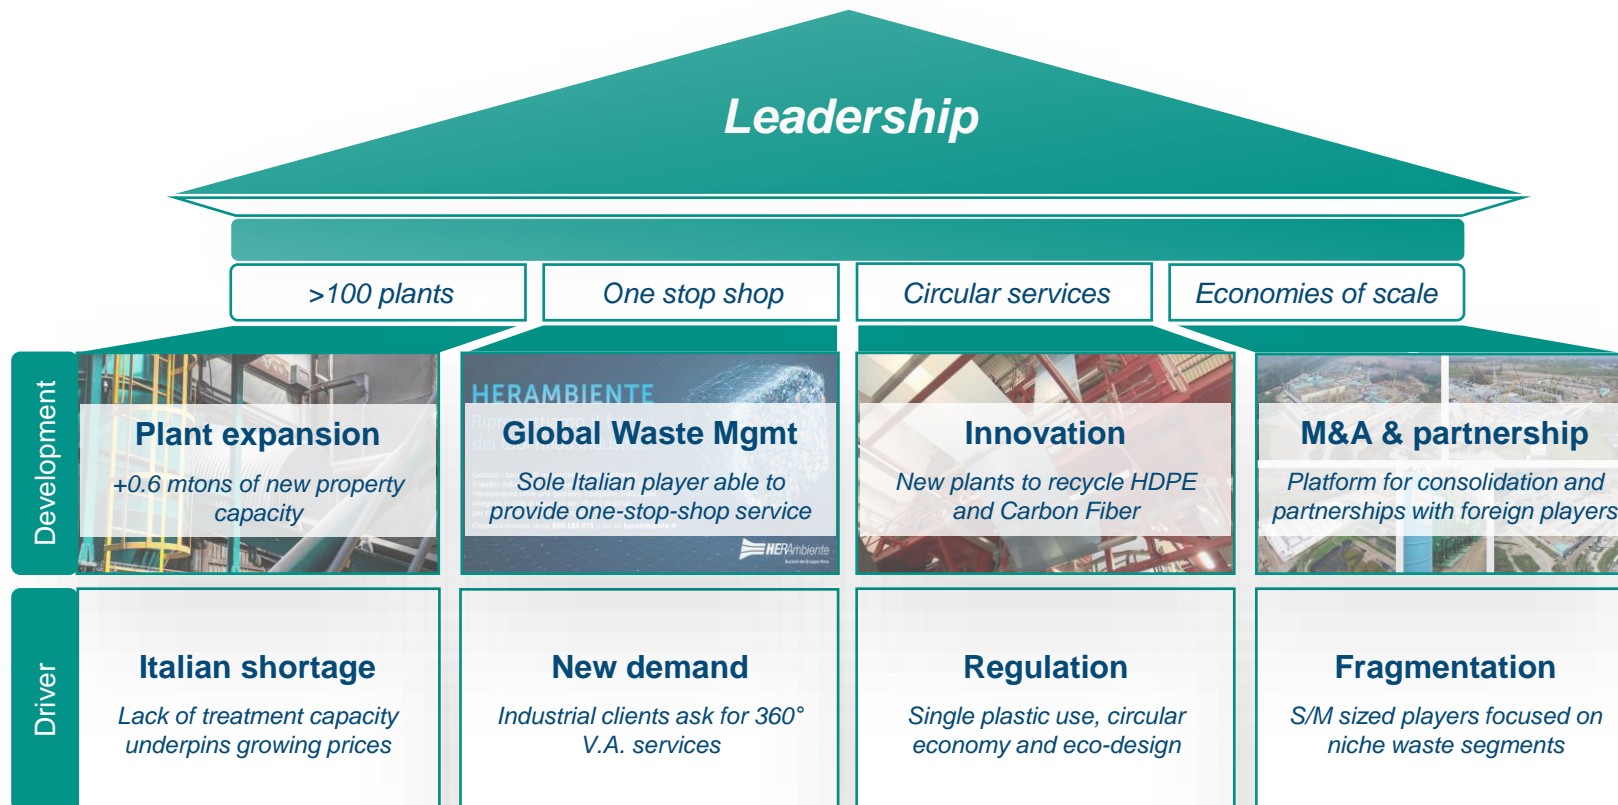 Leadership
>100 plants
One stop shop
Circular services
Economies of scale
Development
Plant expansion
+0.6 mtons of new property
capacity
HERAMBIENTE
Global Waste Mgmt
Sole Italian player able to
provide one-stop-shop service
HERAmbiente
Innovation
New plants to recycle HDPE
and Carbon Fiber
M&A & partnership
Platform for consolidation and
partnerships with foreign players
Driver
Italian shortage
Lack of treatment capacity
underpins growing prices
New demand
Industrial clients ask for 360°
V.A. services
Regulation
Single plastic use, circular
economy and eco-design
Fragmentation
S/M sized players focused on
niche waste segments